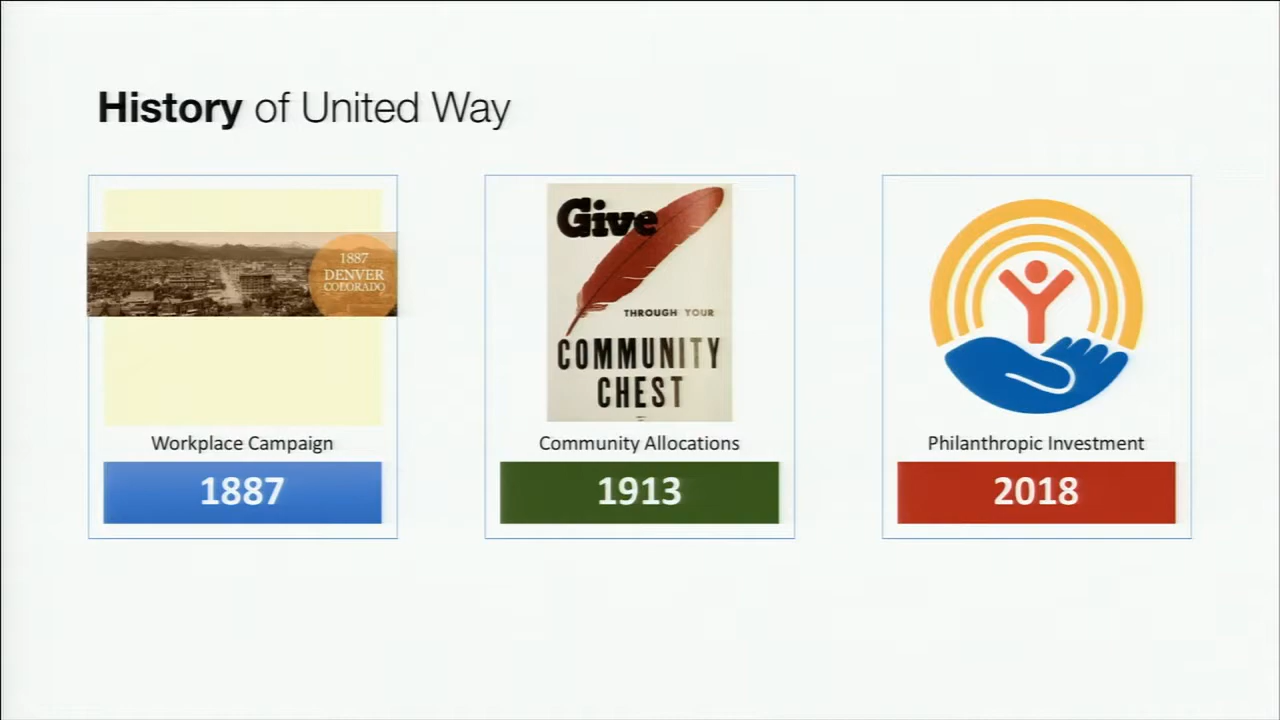 History of United Way
1887
DENVER
COLORADO
Workplace Campaign
1887
Give
THROUGH YOUR
COMMUNITY
CHEST
Community Allocations
1913
Philanthropic Investment
2018